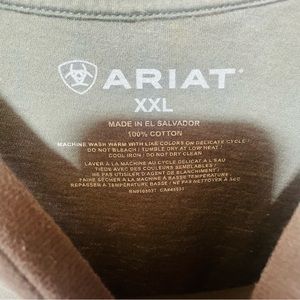 ARIAT
XXL
MADE IN EL SALVADOR
100% COTTON
MACHINE WASH WARM WITH LIKE COLORS ON DELICATE CYCLE /
DO NOT BLEACH / TUMBLE DRY AT LOW HEAT /
COOL IRON / DO NOT DRY CLEAN
LAVER À LA MACHINE AU CYCLE DÉLICAT À L'EAU
TIÈDE AVEC DES COULEURS SEMBLABLES /
NE PAS UTILISER D'AGENT DE BLANCHIMENT /
FAIRE SÉCHER À LA MACHINE À BASSE TEMPÉRATURE /
REPASSER À TEMPÉRATURE BASSE / NE PAS NETTOYER À SEC